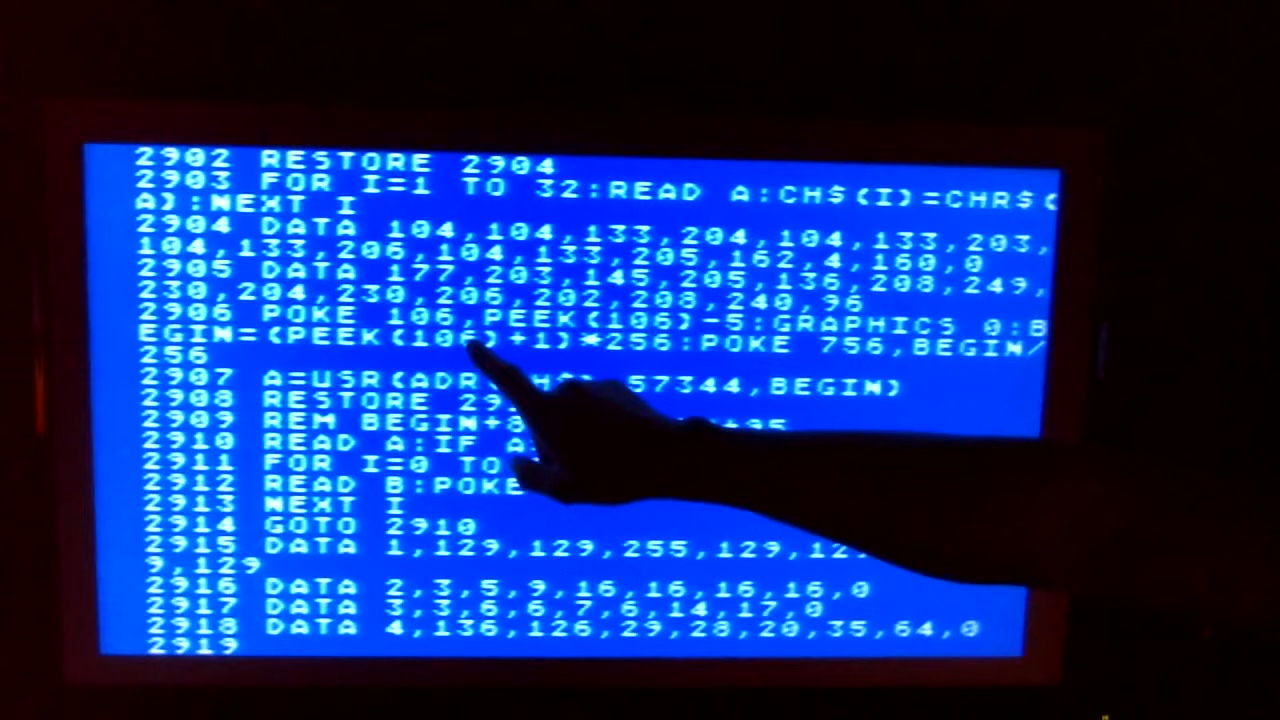 2902 RESTORE 2904
2903 FOR I=1 TO 32:READ A:CH$(I)=CHR$(
A):NEXT I
2904 DATA 104,104,133,204,104,133,203,
104,133,206,104,133,205,162,4,160,0
2905 DATA 177,203,145,205,136,208,249,
230,204,230,206,202,208,240,96
2906 POKE 106,PEEK(106)-5:GRAPHICS 0:B
EGIN=(PEEK(106)+1)*256:POKE 756,BEGIN/
256
2907 A=USR(ADR 57344,BEGIN)
2908 RESTORE
2909 REM
2910 READ A:IF
2911 FOR I=0 TO
2912 READ B:POKE
2913 NEXT I
2914 GOTO 2910
2915 DATA 1,129,129,255,129,
9,129
2916 DATA 2,3,5,9,16,16,16,16,0
2917 DATA 3,3,6,6,7,6,14,17,0
2918 DATA 4,136,126,29,28,20,35,64,0
2919